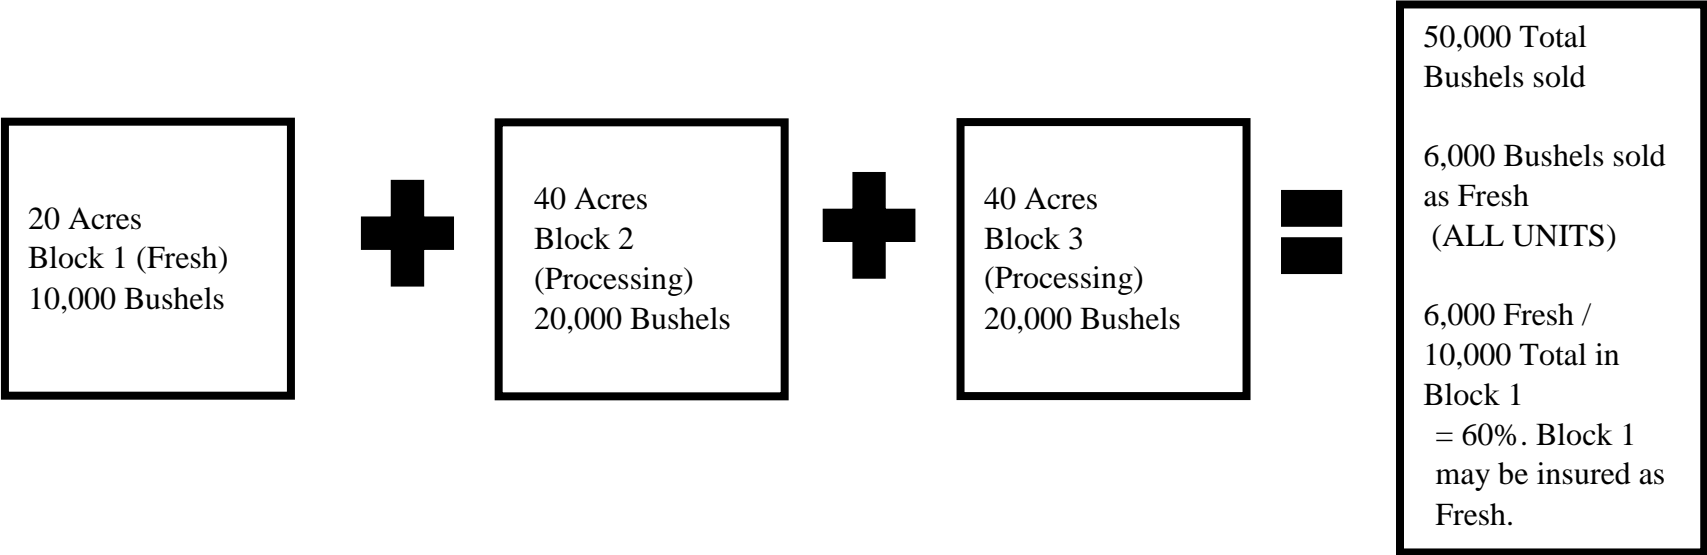 20 Acres
Block 1 (Fresh)
10,000 Bushels
40 Acres
Block 2
(Processing)
20,000 Bushels
40 Acres
Block 3
(Processing)
20,000 Bushels
50,000 Total
Bushels sold
6,000 Bushels sold
as Fresh
(ALL UNITS)
6,000 Fresh /
10,000 Total in
Block 1
= 60%. Block 1
may be insured as
Fresh.